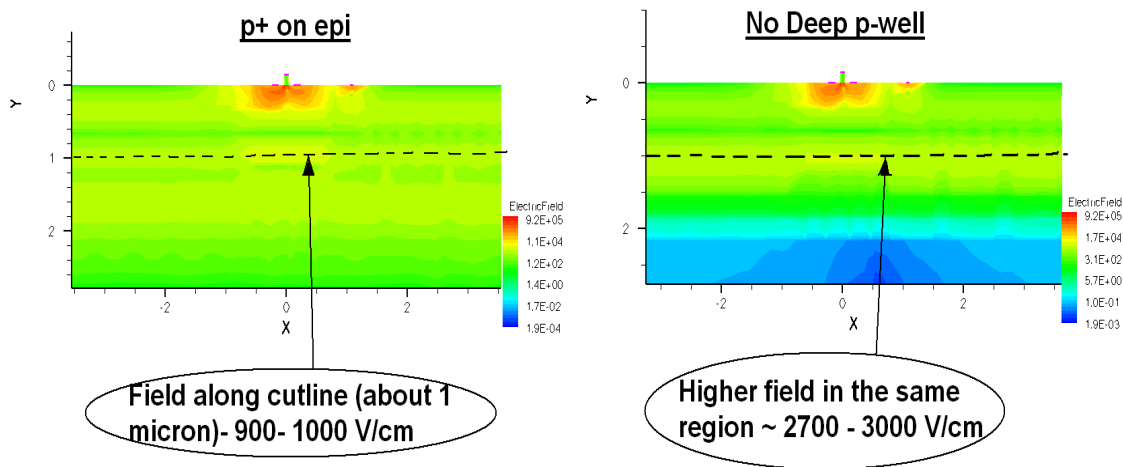 p+ on epi
No Deep p-well
0
1
2
Y
-2
0
2
X
ElectricField
9.2E+05
1.1E+04
1.2E+02
1.4E+00
1.7E-02
1.9E-04
0
2
Y
-2
0
2
X
ElectricField
9.2E+05
1.7E+04
3.1E+02
5.7E+00
1.0E-01
1.9E-03
Field along cutline (about 1
micron)- 900- 1000 V/cm
Higher field in the same
region ~ 2700 - 3000 V/cm